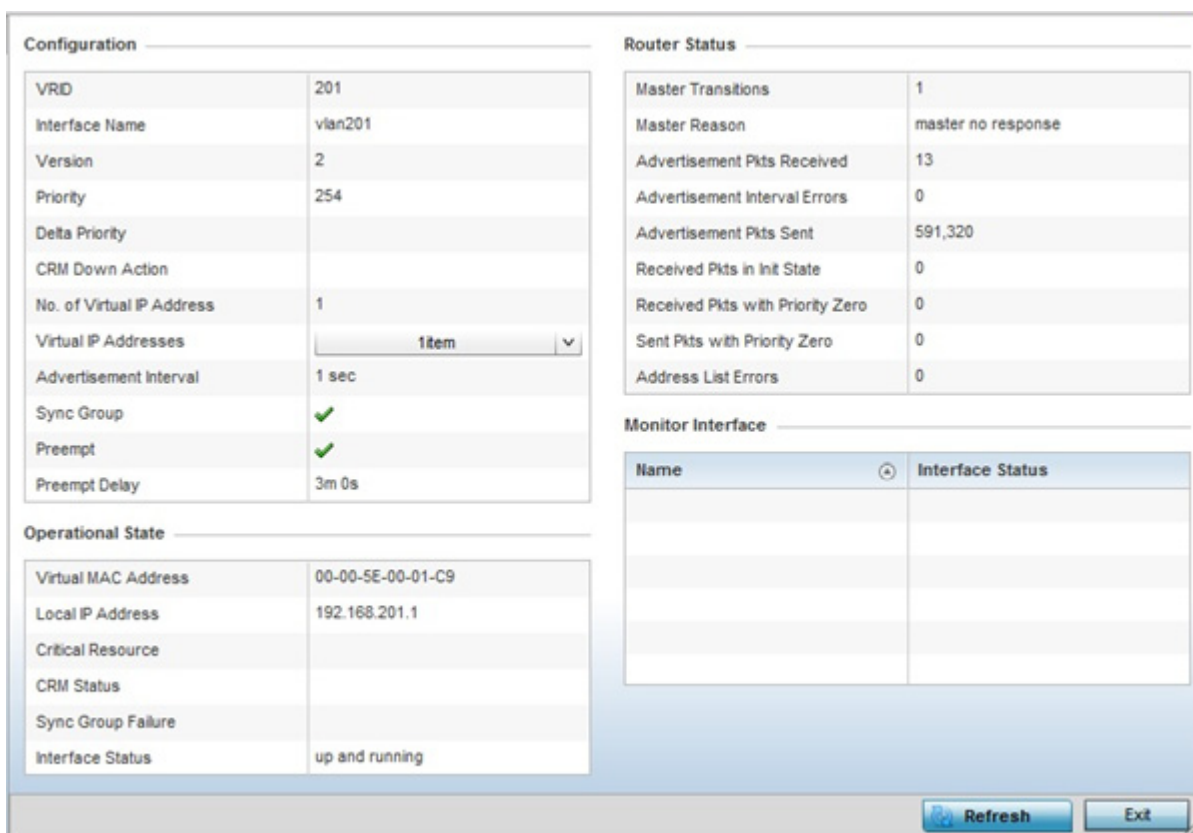 Configuration
VRID 201
Interface Name vlan201
Version 2
Priority 254
Delta Priority
CRM Down Action
No. of Virtual IP Address 1
Virtual IP Addresses 1item
Advertisement Interval 1 sec
Sync Group
Preempt
Preempt Delay 3m 0s
Operational State
Virtual MAC Address 00-00-5E-00-01-C9
Local IP Address 192.168.201.1
Critical Resource
CRM Status
Sync Group Failure
Interface Status up and running
Router Status
Master Transitions 1
Master Reason master no response
Advertisement Pkts Received 13
Advertisement Interval Errors 0
Advertisement Pkts Sent 591,320
Received Pkts in Init State 0
Received Pkts with Priority Zero 0
Sent Pkts with Priority Zero 0
Address List Errors 0
Monitor Interface
Name Interface Status
Refresh Exit